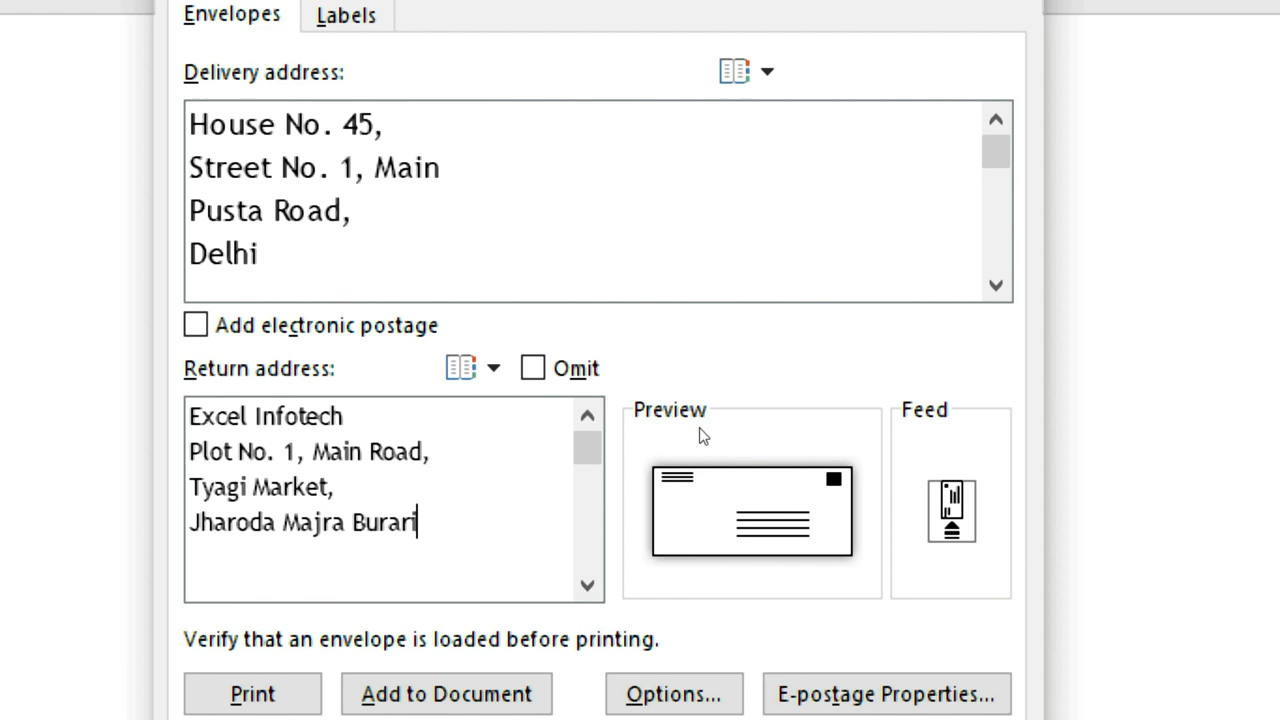 Envelopes
Labels
Delivery address:
House No. 45,
Street No. 1, Main
Pusta Road,
Delhi
Add electronic postage
Return address:
Omit
Excel Infotech
Plot No. 1, Main Road,
Tyagi Market,
Jharoda Majra Burari
Preview
Feed
Verify that an envelope is loaded before printing.
Print
Add to Document
Options...
E-postage Properties...